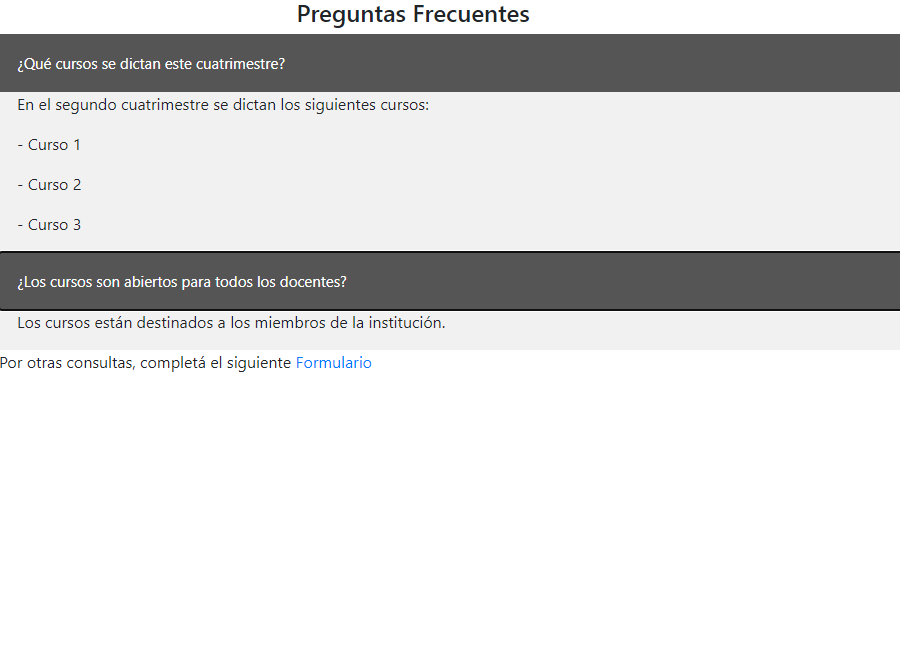 Preguntas Frecuentes
¿Qué cursos se dictan este cuatrimestre?
En el segundo cuatrimestre se dictan los siguientes cursos:
- Curso 1
- Curso 2
- Curso 3
¿Los cursos son abiertos para todos los docentes?
Los cursos están destinados a los miembros de la institución.
Por otras consultas, completá el siguiente Formulario